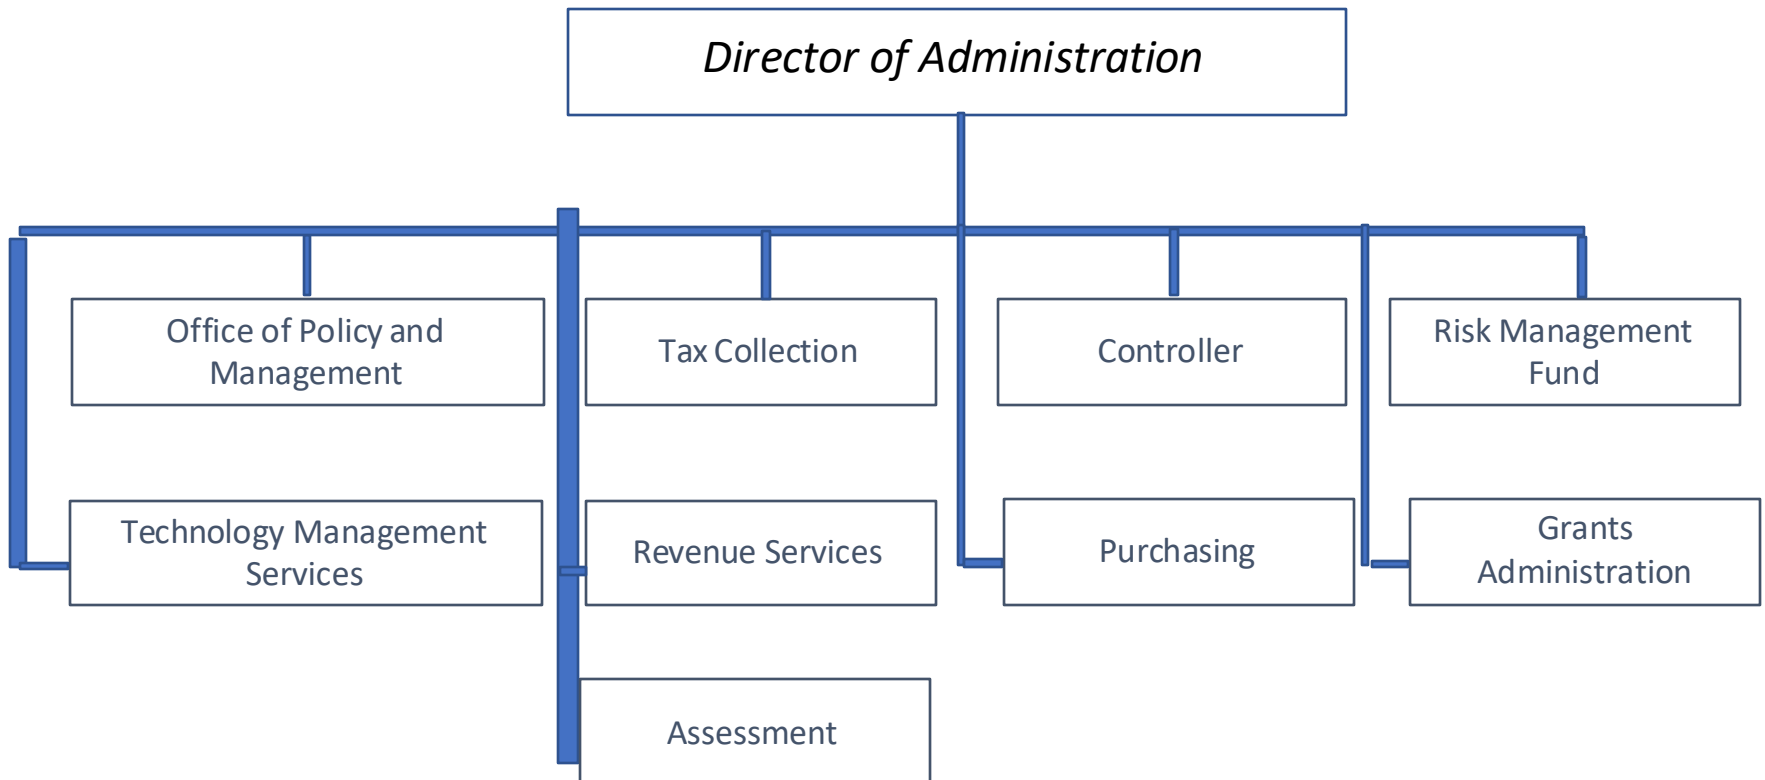 Director of Administration
Office of Policy and
Management
Tax Collection
Controller
Risk Management
Fund
Technology Management
Services
Revenue Services
Purchasing
Grants
Administration
Assessment